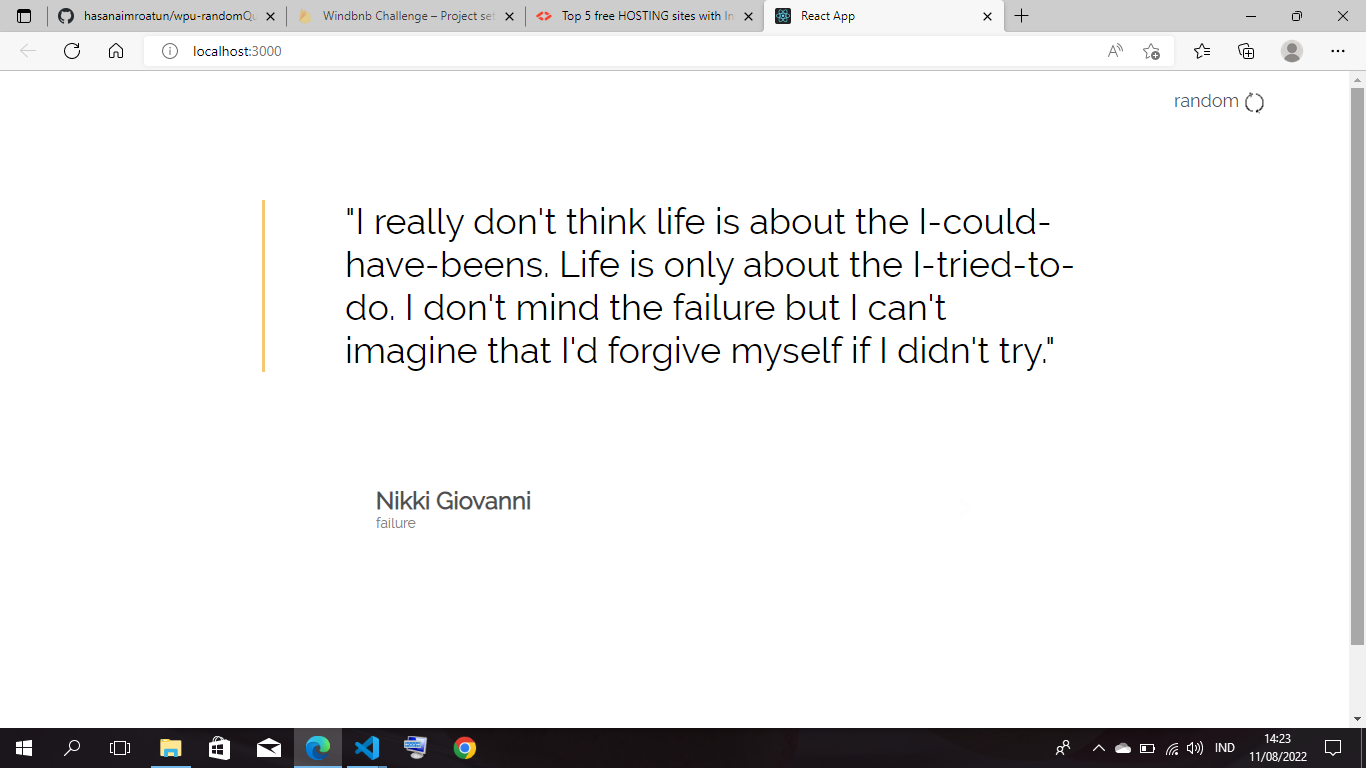 hasanaimroatun/wpu-randomQu
Windbnb Challenge – Project set
Top 5 free HOSTING sites with In
React App
localhost:3000
random
"I really don't think life is about the I-could-
have-beens. Life is only about the I-tried-to-
do. I don't mind the failure but I can't
imagine that I'd forgive myself if I didn't try."
Nikki Giovanni
failure
IND
14:23
11/08/2022